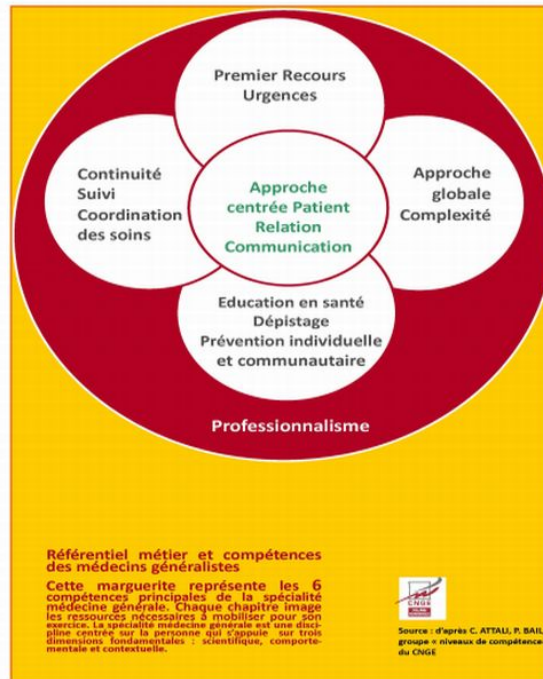 Premier Recours
Urgences
Continuité
Suivi
Coordination
des soins
Approche
centrée Patient
Relation
Communication
Approche
globale
Complexité
Education en santé
Dépistage
Prévention individuelle
et communautaire
Professionnalisme
Référentiel métier et compétences
des médecins généralistes
Cette marguerite représente les 6
compétences principales de la spécialité
médecine générale. Chaque chapitre image
les ressources nécessaires à mobiliser pour son
exercice. La spécialité médecine générale est une disci-
pline centrée sur la personne qui s'appuie sur trois
dimensions fondamentales : scientifique, comporte-
mentale et contextuelle.
CNGE
Source : d'après C. ATTALI, P. BAIL
groupe « niveaux de compétence
du CNGE